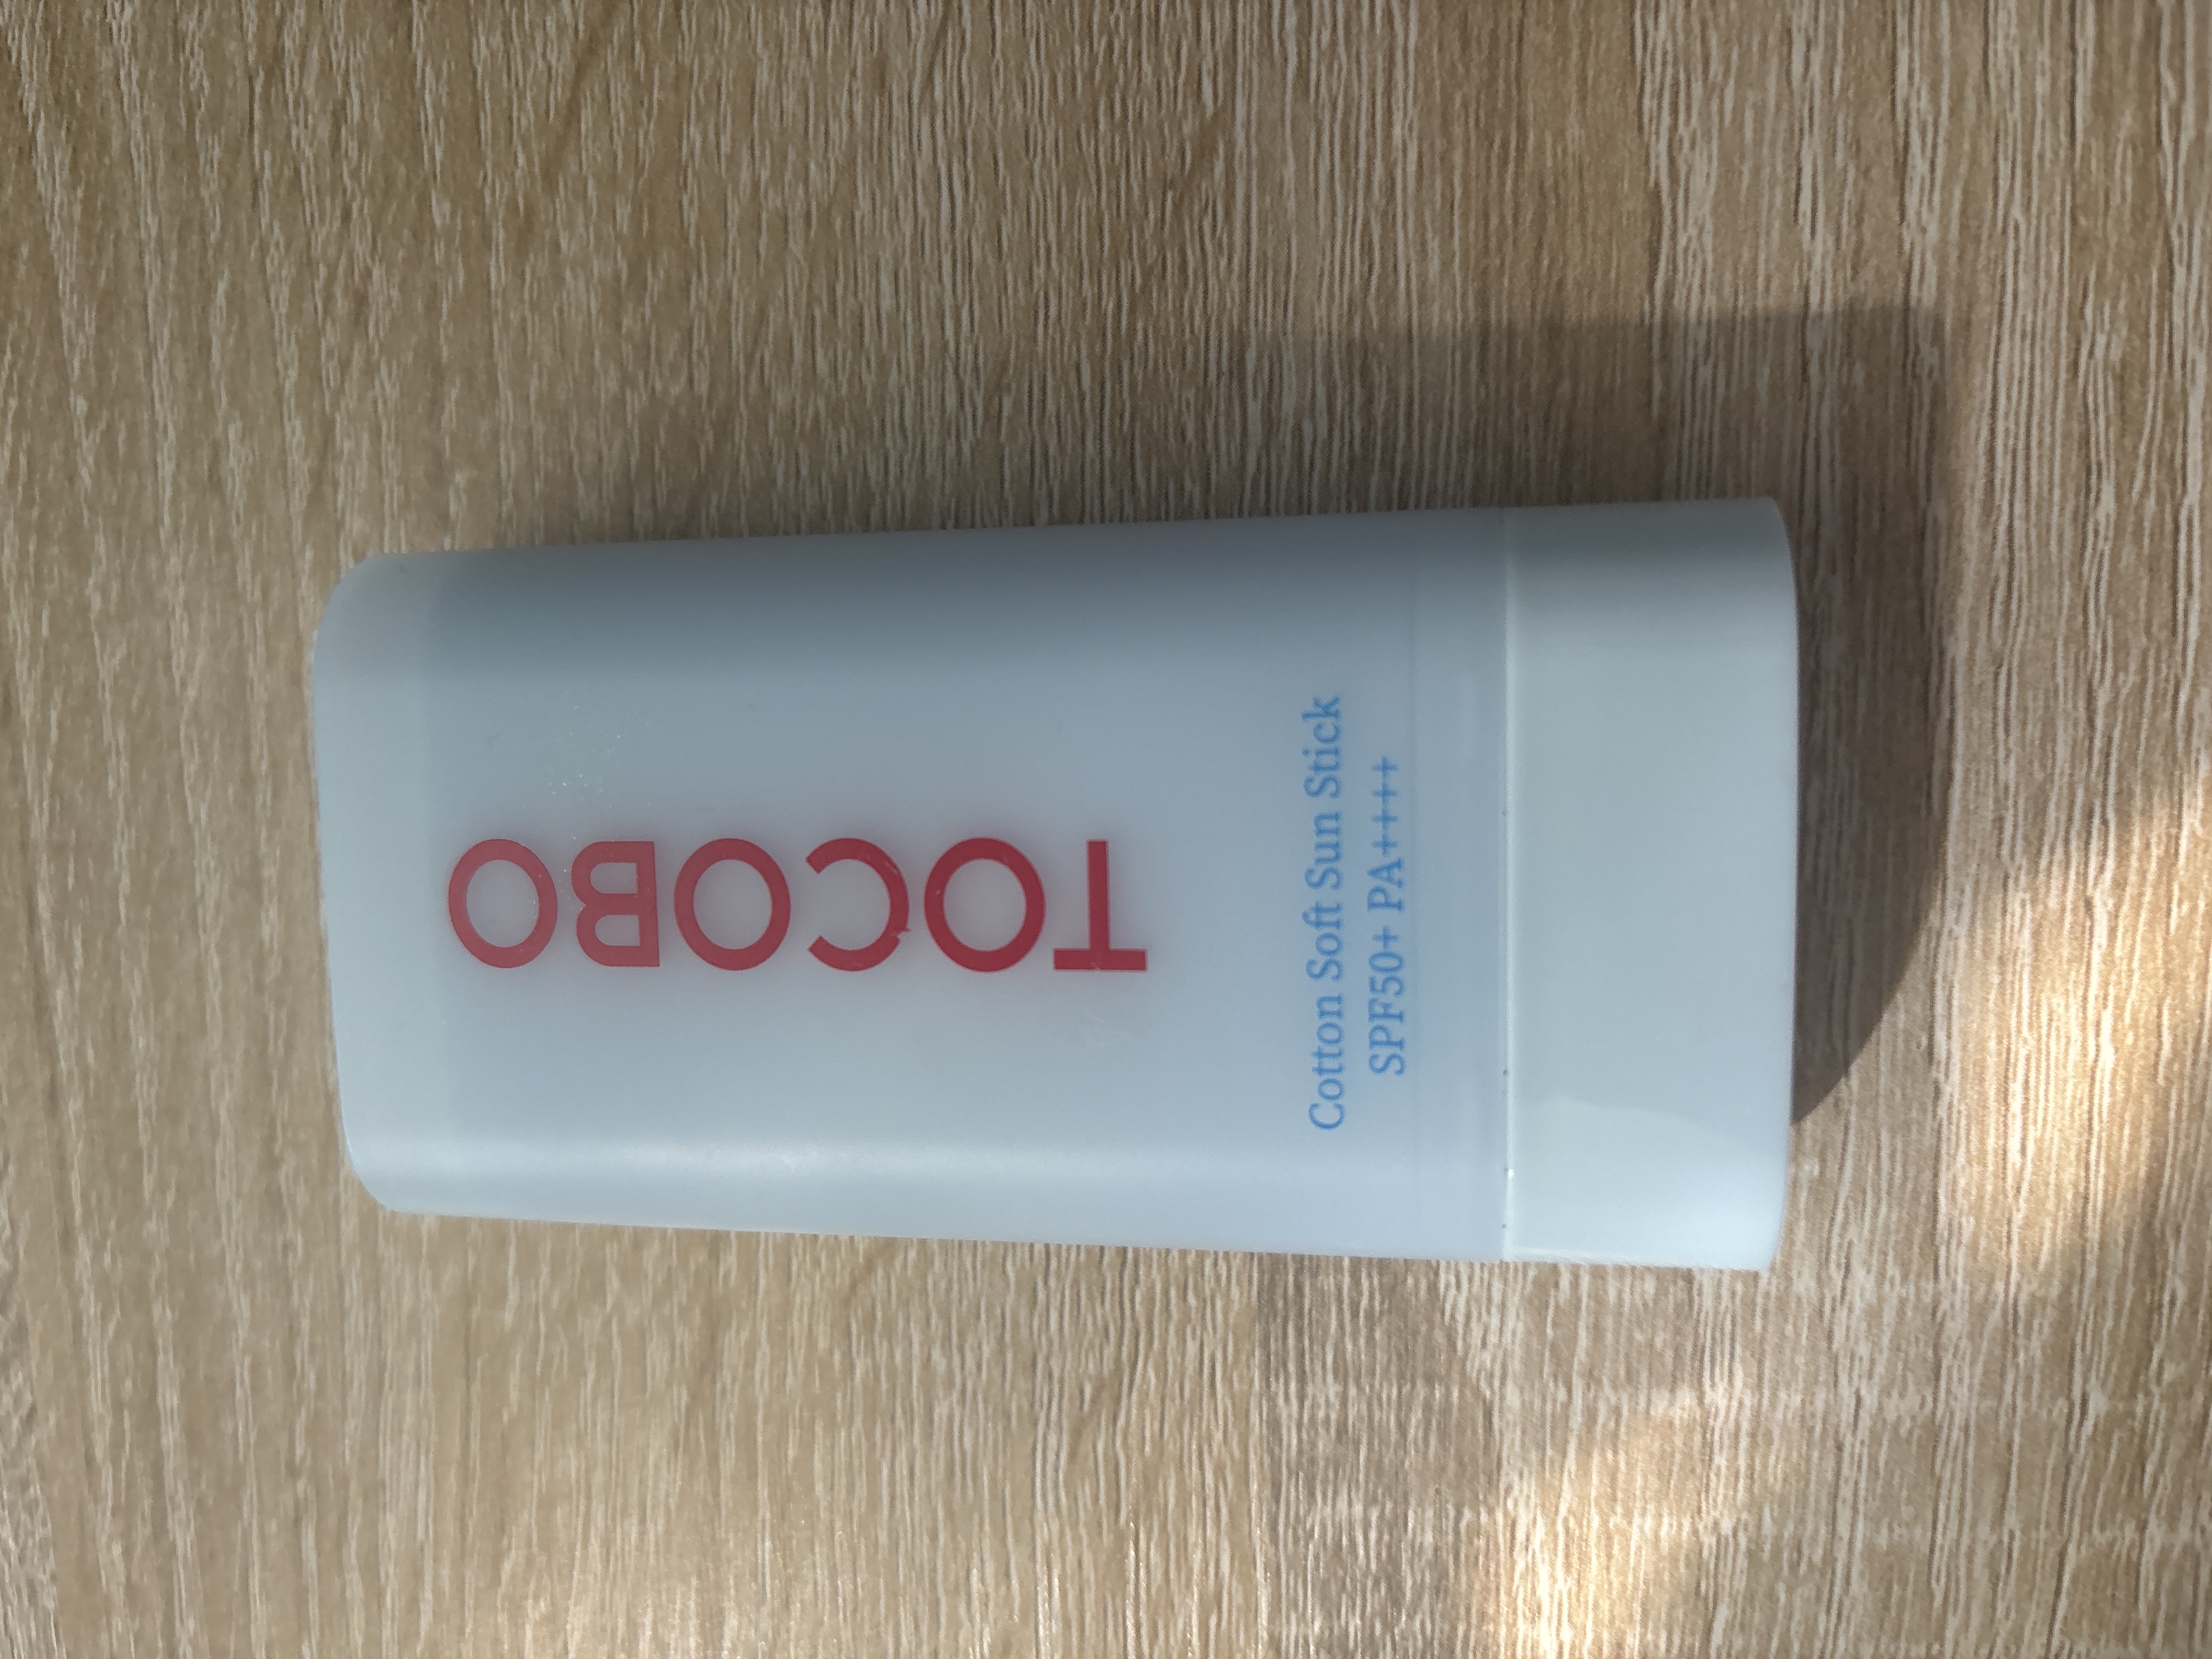 TOCOBO
Cotton Soft Sun Stick
SPF50+ PA++++